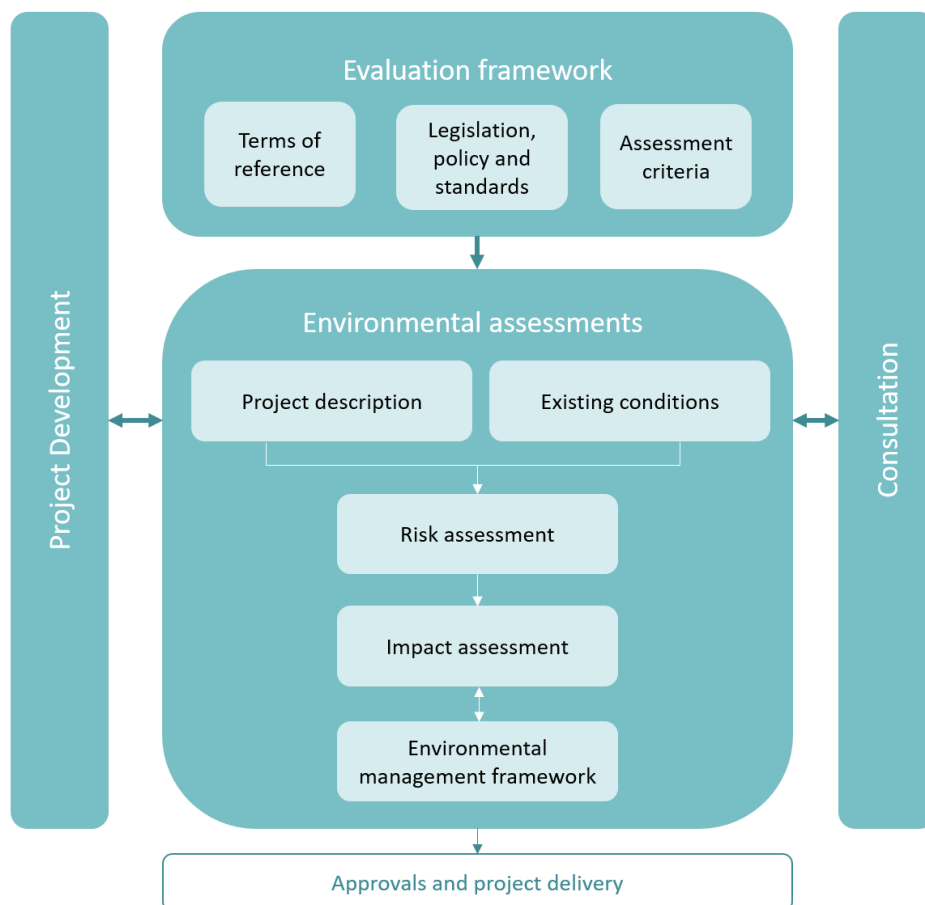 Evaluation framework
Terms of
reference
Legislation,
policy and
standards
Assessment
criteria
Project Development
Environmental assessments
Project description
Existing conditions
Risk assessment
Impact assessment
Environmental
management framework
Consultation
Approvals and project delivery